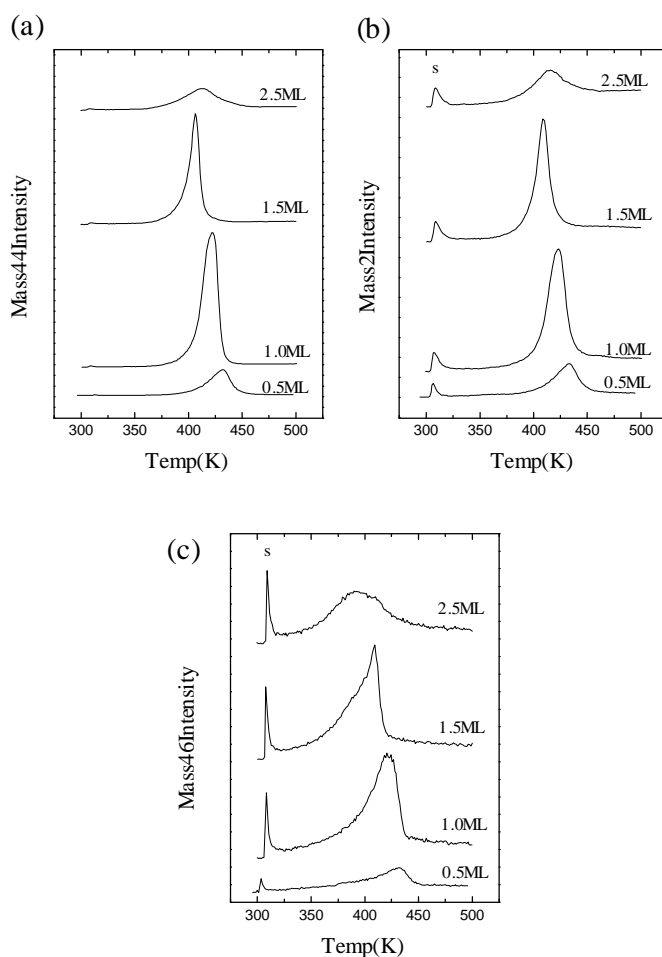 (a)
Mass44Intensity
2.5ML
1.5ML
1.0ML
0.5ML
300 350 400 450 500
Temp(K)
(b)
Mass2Intensity
s
2.5ML
1.5ML
1.0ML
0.5ML
300 350 400 450 500
Temp(K)
(c)
Mass46Intensity
s
2.5ML
1.5ML
1.0ML
0.5ML
300 350 400 450 500
Temp(K)